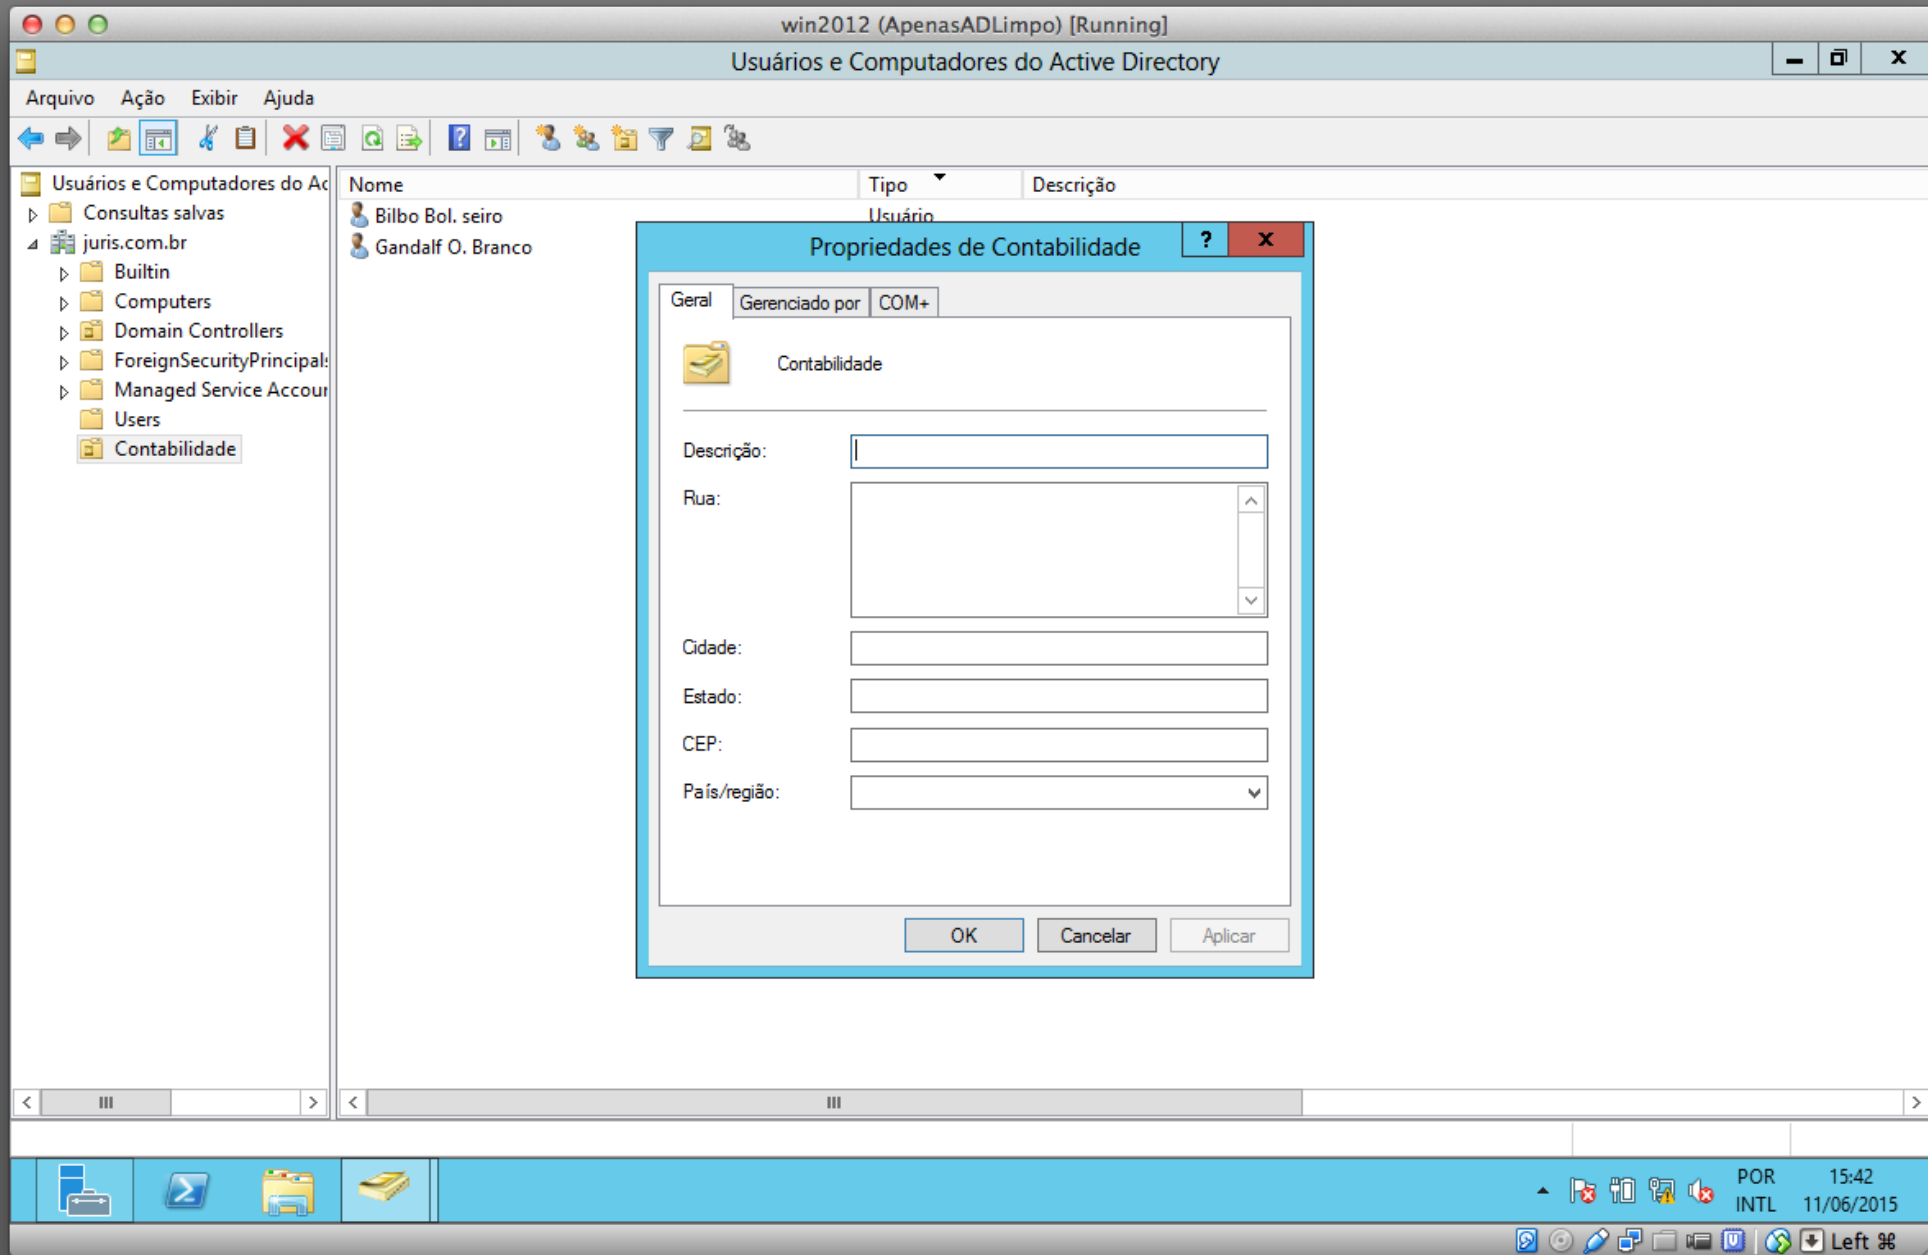 win2012 (ApenasADLimpo) [Running]
Usuários e Computadores do Active Directory
Arquivo Ação Exibir Ajuda
Usuários e Computadores do Ac
Consultas salvas
juris.com.br
Builtin
Computers
Domain Controllers
ForeignSecurityPrincipals
Managed Service Accoun
Users
Contabilidade
Nome Tipo Descrição
Bilbo Bol. seiro Usuário
Gandalf O. Branco
Propriedades de Contabilidade ? x
Geral Gerenciado por COM+
Contabilidade
Descrição:
Rua:
Cidade:
Estado:
CEP:
País/região:
OK Cancelar Aplicar
POR 15:42
INTL 11/06/2015
Left ⌘